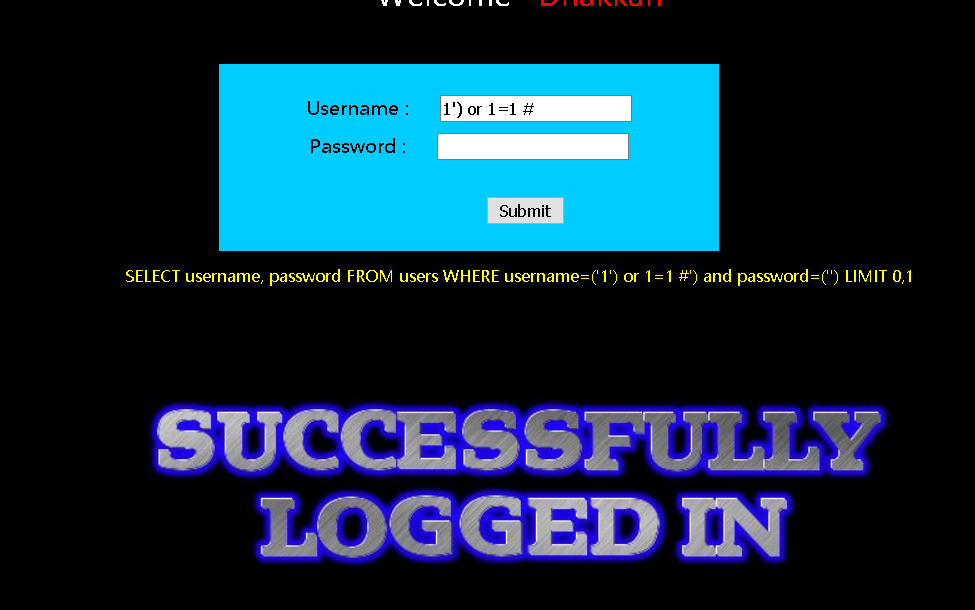 Welcome Dhakkan
Username :
1') or 1=1 #
Password :
Submit
SELECT username, password FROM users WHERE username=('1') or 1=1 #') and password=('') LIMIT 0,1
SUCCESSFULLY
LOGGED IN